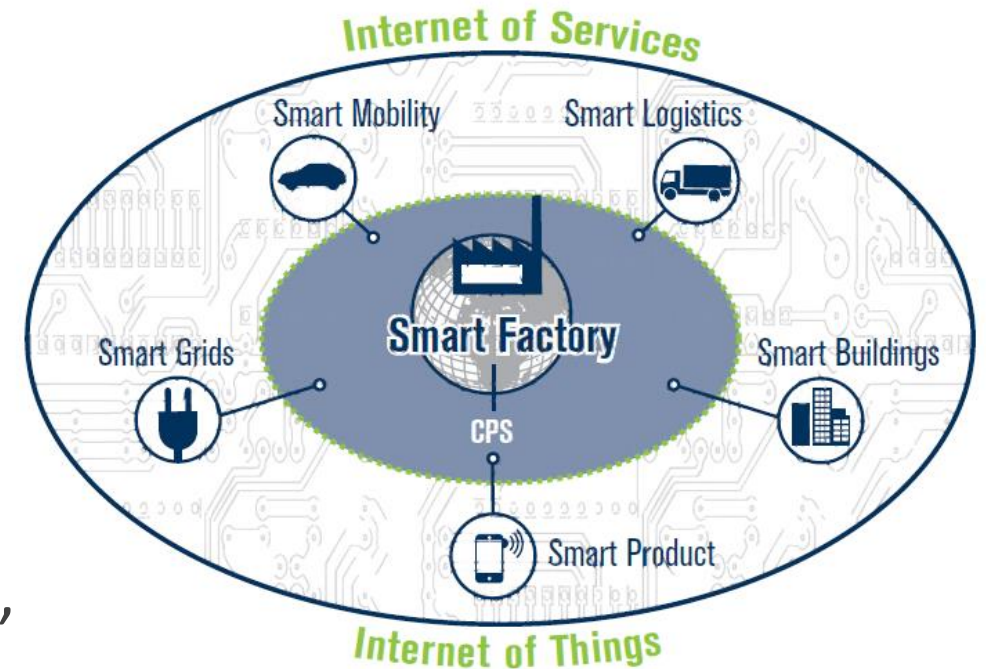 Internet of Services
Smart Mobility
Smart Logistics
Smart Factory
Smart Grids
Smart Buildings
CPS
Smart Product
,
Internet of Things